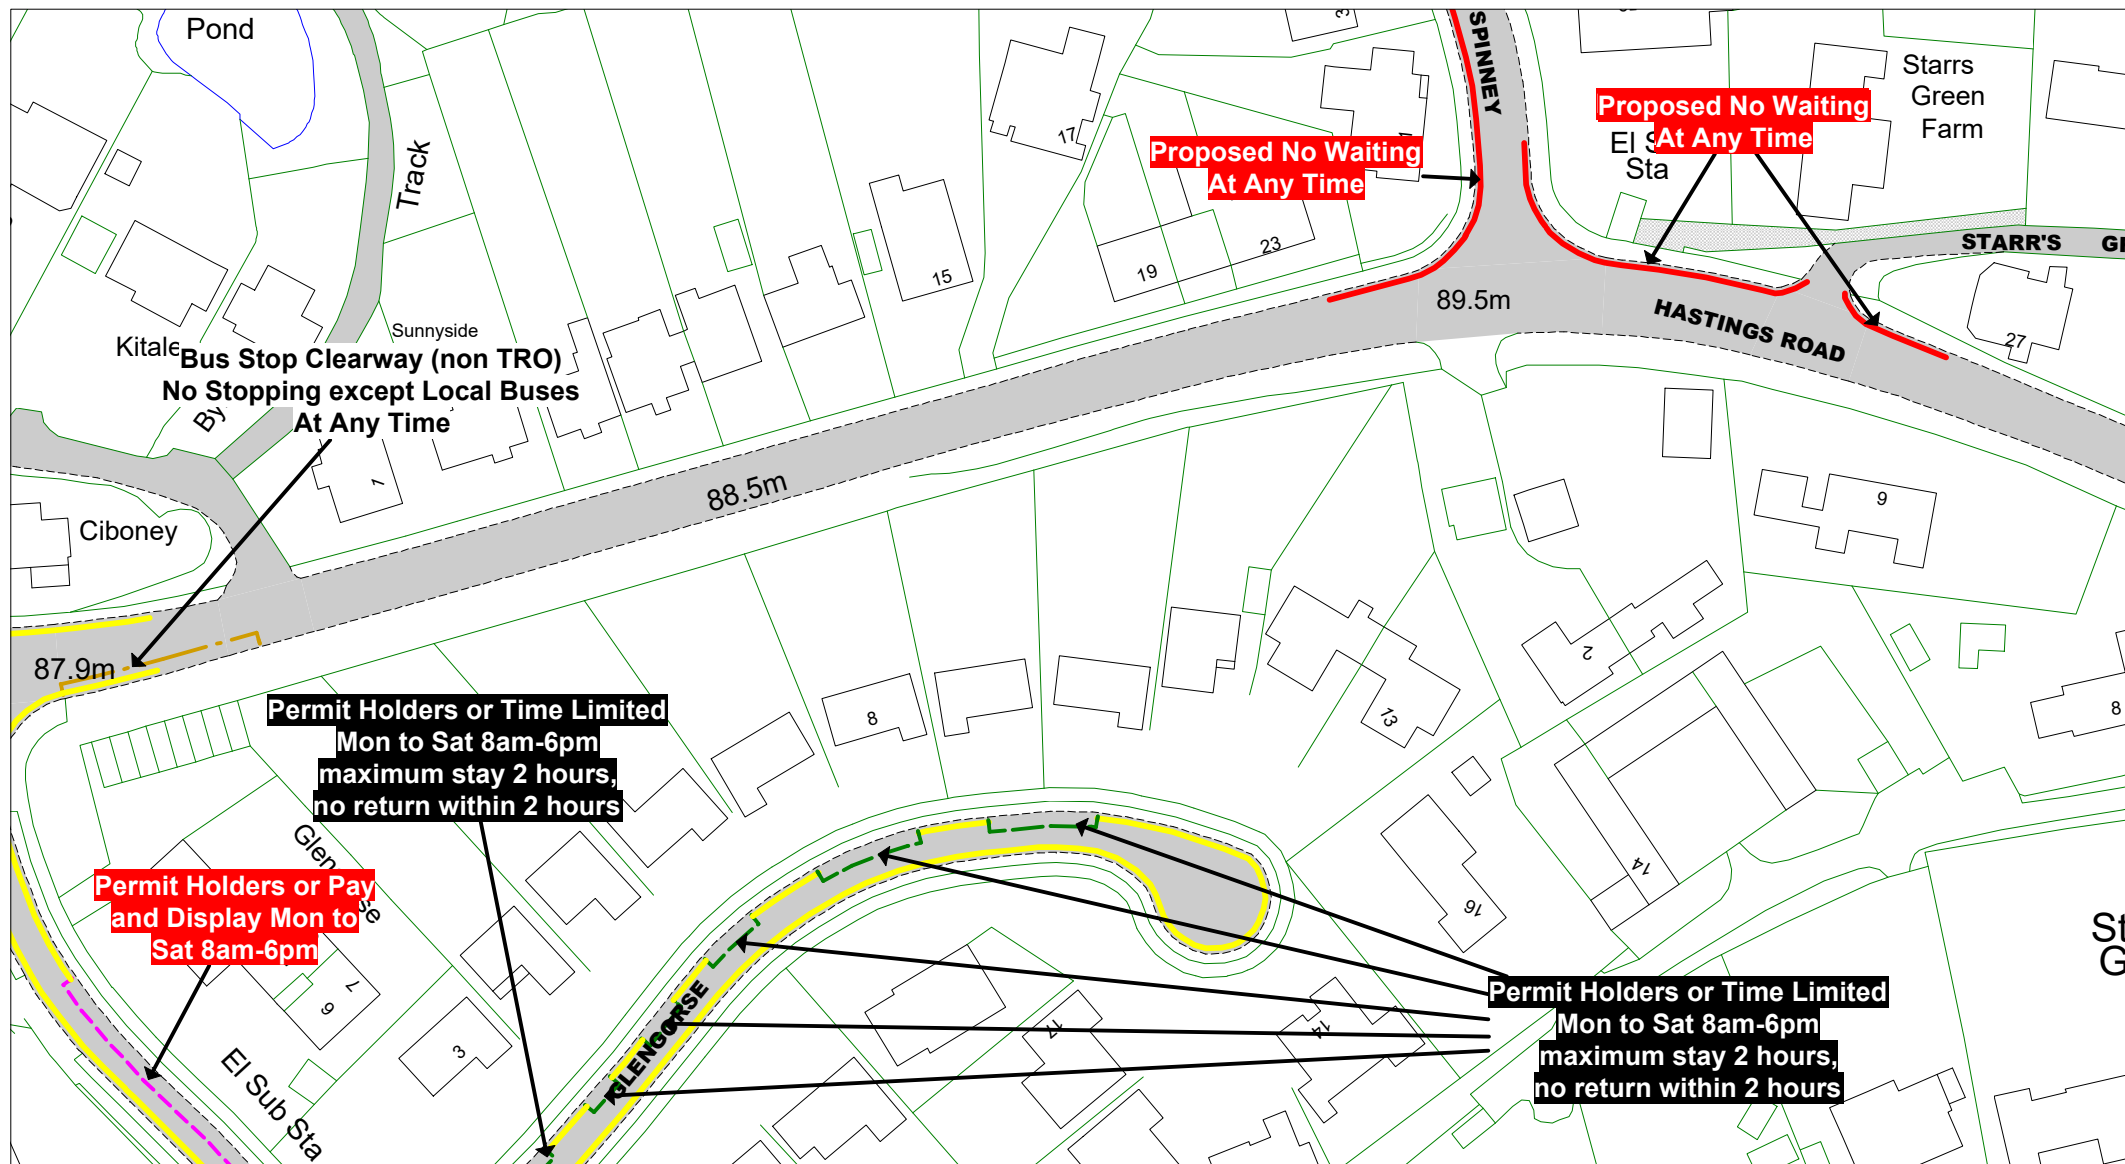 Pond
SPINNEY
Starrs
Green
Farm
Proposed No Waiting
At Any Time
El
Sta
Proposed No Waiting
At Any Time
17
Track
STARR'S
23
19
15
89.5m
HASTINGS ROAD
27
Sunnyside
Bus Stop Clearway (non TRO)
No Stopping except Local Buses
At Any Time
1
88.5m
9
Ciboney
87.9m
2
Permit Holders or Time Limited
Mon to Sat 8am-6pm
maximum stay 2 hours,
no return within 2 hours
8
13
8
14
16
Permit Holders or Pay
and Display Mon to
Sat 8am-6pm
7
6
3
El Sub Sta
GLENGORSE
17
14
Permit Holders or Time Limited
Mon to Sat 8am-6pm
maximum stay 2 hours,
no return within 2 hours